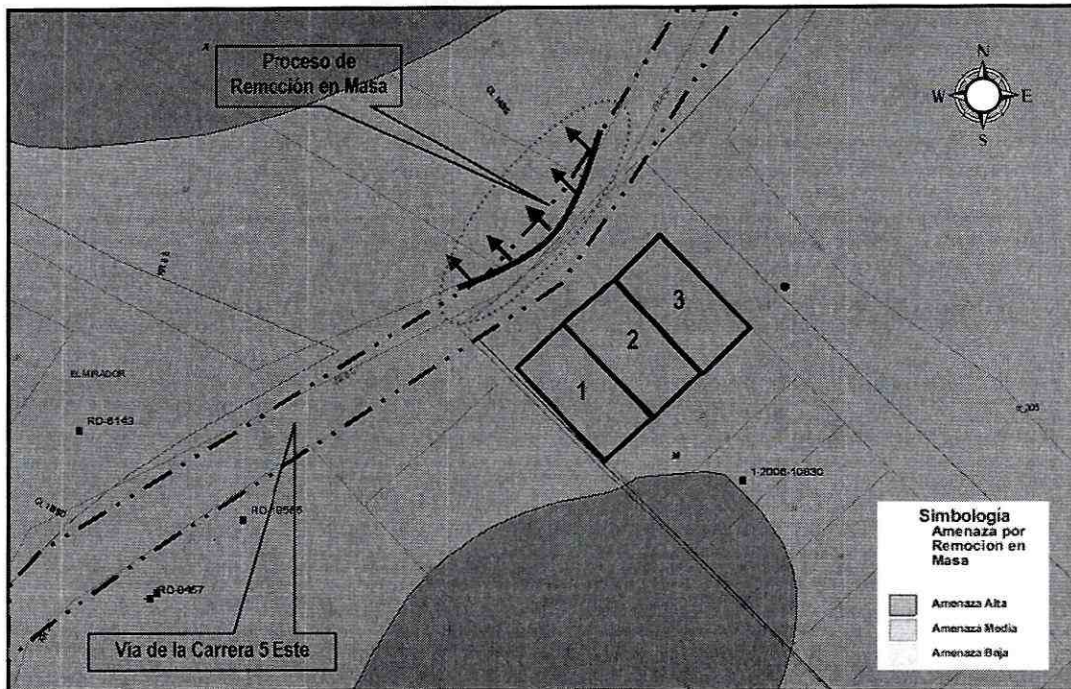 Proceso de
Remoción en Masa
N
W
E
S
3
2
1
EL MIRADOR
RO-6143
1-2006-10830
Via de la Carrera 5 Este
Simbología
Amenaza por
Remocion en
Masa
Amenaza Alta
Amenaza Media
Amenaza Baja